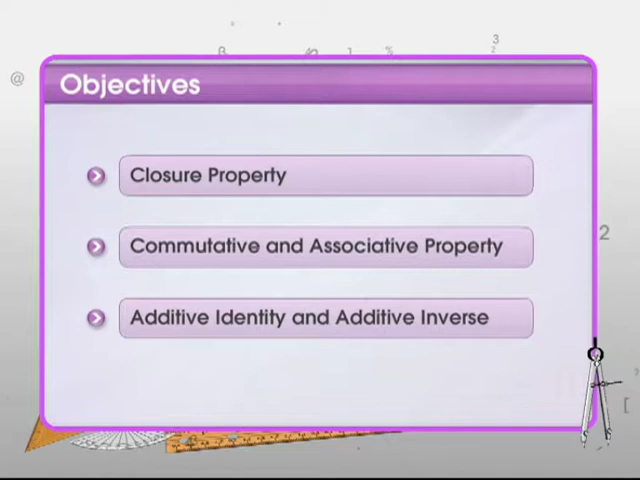 Objectives
Closure Property
Commutative and Associative Property
Additive Identity and Additive Inverse